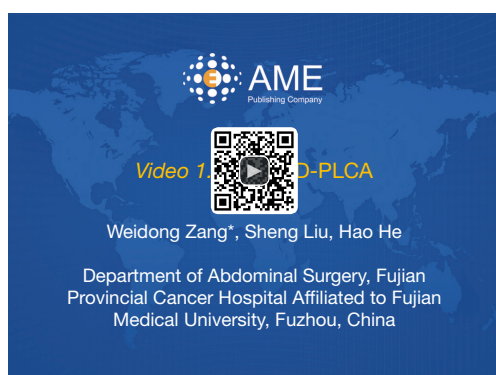 AME
Publishing Company
Video 1. D-PLCA
Weidong Zang*, Sheng Liu, Hao He
Department of Abdominal Surgery, Fujian
Provincial Cancer Hospital Affiliated to Fujian
Medical University, Fuzhou, China